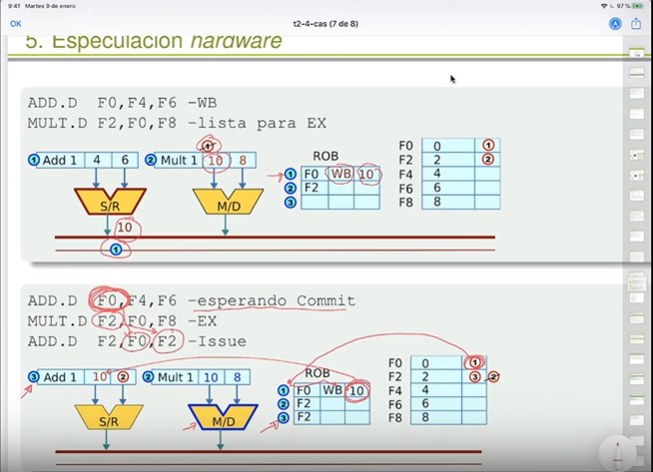 9:41 Martes 9 de enero
97 %
OK
t2-4-cas (7 de 8)
5. Especulación hardware
ADD.D F0,F4,F6 -WB
MULT.D F2,F0,F8 -lista para EX
1
1 Add 1 4 6 2 Mult 1 10 8
S/R M/D
10
1
ROB
1 F0 WB 10
2 F2
3
F0 0 1
F2 2 2
F4 4
F6 6
F8 8
ADD.D F0,F4,F6 -esperando Commit
MULT.D F2,F0,F8 -EX
ADD.D F2,F0,F2 -Issue
3 Add 1 10 2 2 Mult 1 10 8
S/R M/D
ROB
1 F0 WB 10
2 F2
3 F2
F0 0 1
F2 2 3 2
F4 4
F6 6
F8 8